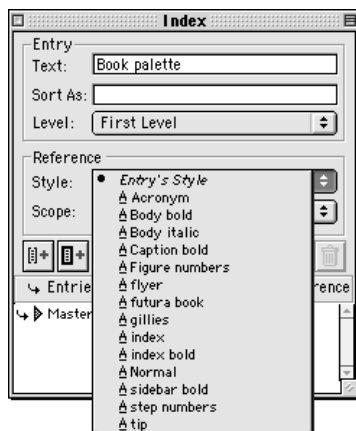 Index
Entry
Text: Book palette
Sort As:
Level: First Level
Reference
Style: • Entry's Style
Scope: A Acronym
A Body bold
A Body italic
A Caption bold
A Figure numbers
Entrie A flyer rence
A futura book
Master A gillies
A index
A index bold
A Normal
A sidebar bold
A step numbers
A tip